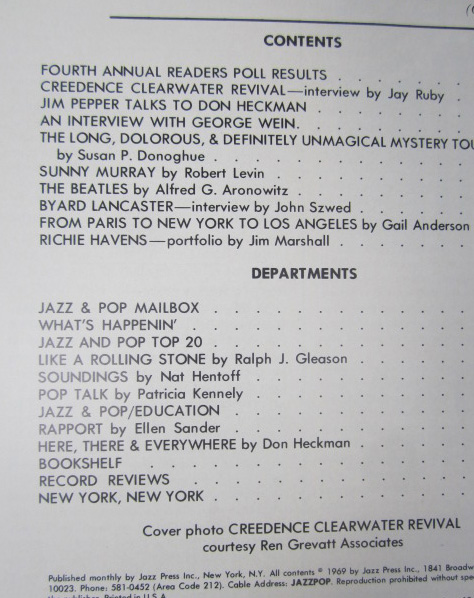 CONTENTS
FOURTH ANNUAL READERS POLL RESULTS . . . . .
CREEDENCE CLEARWATER REVIVAL—interview by Jay Ruby .
JIM PEPPER TALKS TO DON HECKMAN . . . . . .
AN INTERVIEW WITH GEORGE WEIN. . . . . . .
THE LONG, DOLOROUS, & DEFINITELY UNMAGICAL MYSTERY TOU
by Susan P. Donoghue . . . . . . . . .
SUNNY MURRAY by Robert Levin . . . . . . .
THE BEATLES by Alfred G. Aronowitz . . . . . .
BYARD LANCASTER—interview by John Szwed . . . . .
FROM PARIS TO NEW YORK TO LOS ANGELES by Gail Anderson
RICHIE HAVENS—portfolio by Jim Marshall . . . . .
DEPARTMENTS
JAZZ & POP MAILBOX . . . . . . . . .
WHAT'S HAPPENIN' . . . . . . . . . .
JAZZ AND POP TOP 20 . . . . . . . . .
LIKE A ROLLING STONE by Ralph J. Gleason . . . . .
SOUNDINGS by Nat Hentoff . . . . . . . .
POP TALK by Patricia Kennely . . . . . . . .
JAZZ & POP/EDUCATION . . . . . . . . .
RAPPORT by Ellen Sander . . . . . . . . .
HERE, THERE & EVERYWHERE by Don Heckman . . . . .
BOOKSHELF . . . . . . . . . . .
RECORD REVIEWS . . . . . . . . . .
NEW YORK, NEW YORK . . . . . . . . .
Cover photo CREEDENCE CLEARWATER REVIVAL
courtesy Ren Grevatt Associates
Published monthly by Jazz Press Inc., New York, N.Y. All contents © 1969 by Jazz Press Inc., 1841 Broadw
10023. Phone: 581-0452 (Area Code 212). Cable Address: JAZZPOP. Reproduction prohibited without spe
Printed in U.S.A.